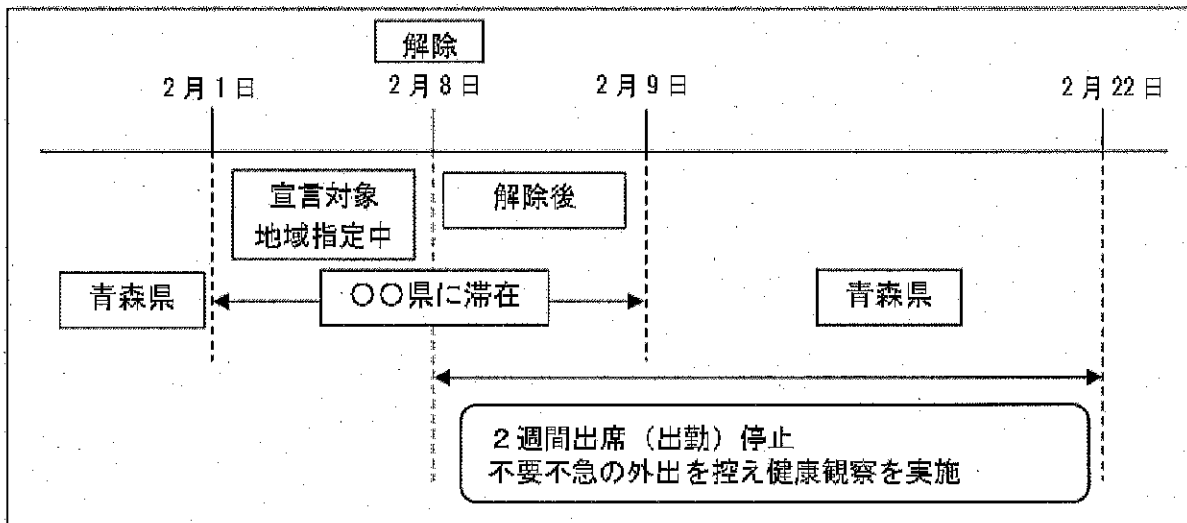 解除
2月1日
2月8日
2月9日
2月22日
宣言対象
地域指定中
解除後
青森県
〇〇県に滞在
青森県
2週間出席（出勤）停止
不要不急の外出を控え健康観察を実施